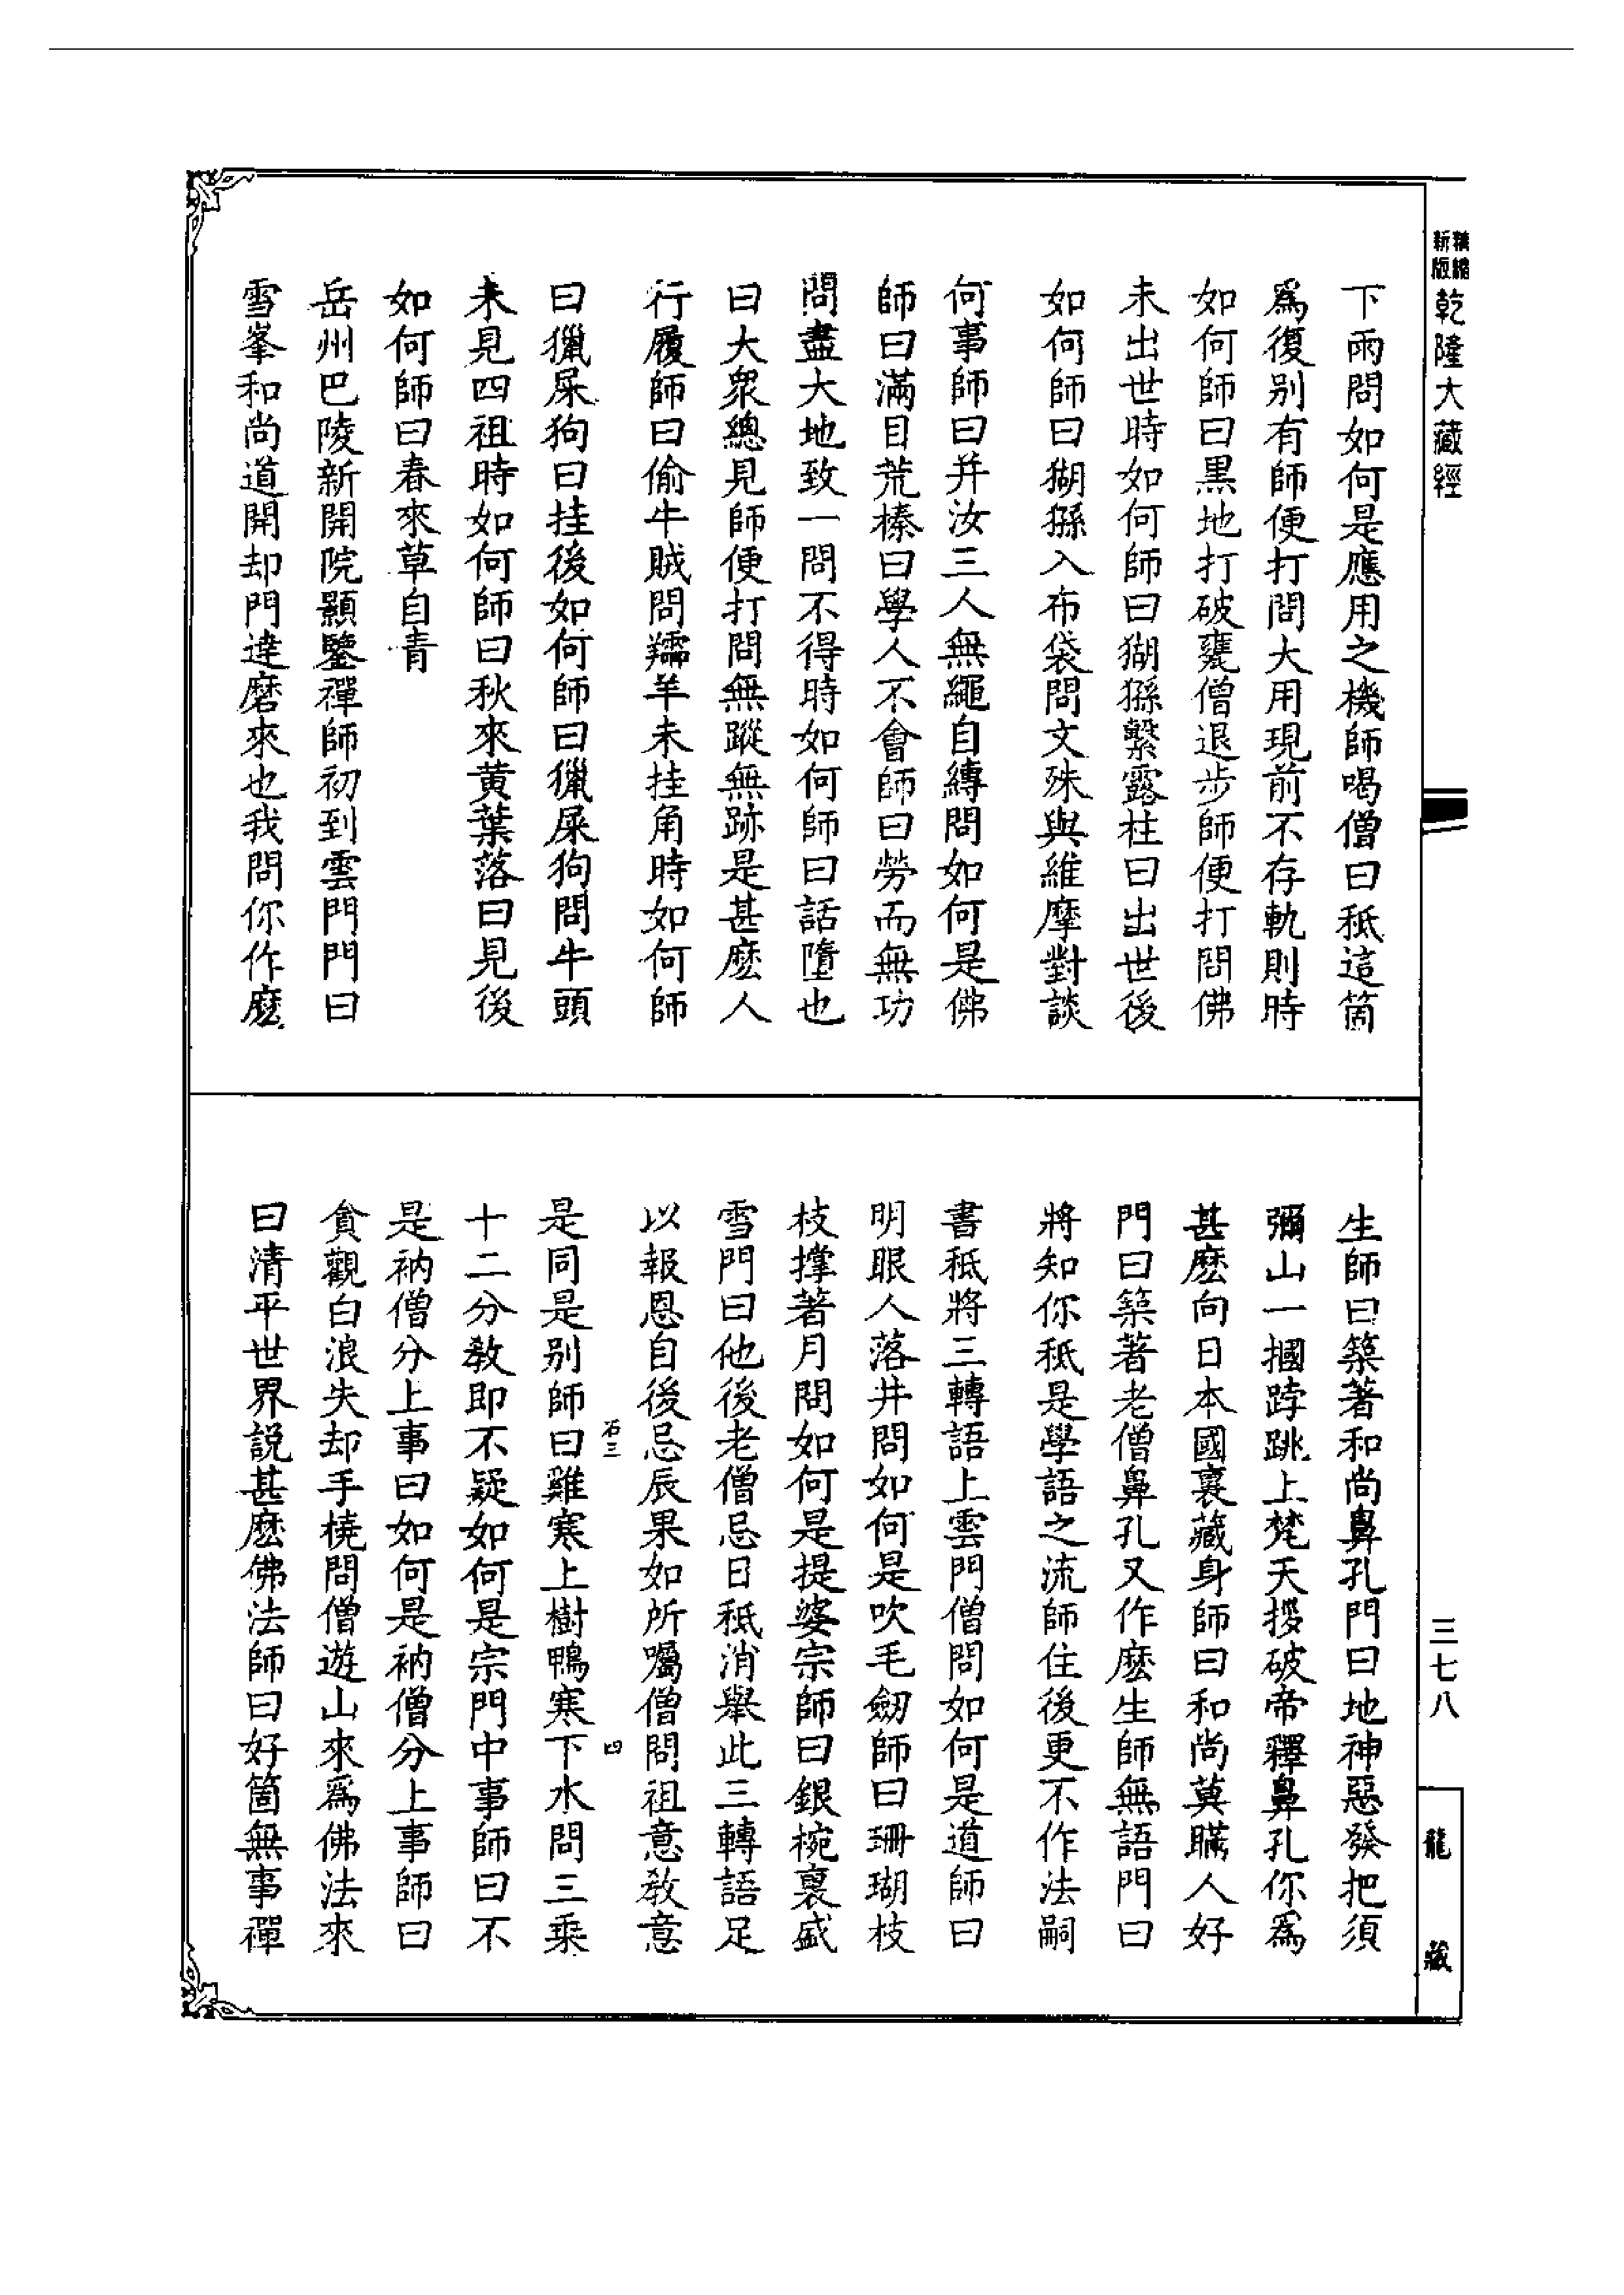 精縮
新版
乾隆大藏經
三七八
龍藏
下雨問如何是應用之機師喝僧曰秖這箇
爲復別有師便打問大用現前不存軌則時
如何師曰黑地打破甕僧退步師便打問佛
未出世時如何師曰猢猻繫露柱曰出世後
如何師曰猢猻入布袋問文殊與維摩對談
何事師曰并汝三人無繩自縛問如何是佛
師曰滿目荒榛曰學人不會師曰勞而無功
問盡大地致一問不得時如何師曰話墮也
曰大衆總見師便打問無蹤無跡是甚麼人
行履師曰偷牛賊問羺羊未挂角時如何師
曰獵屎狗曰挂後如何師曰獵屎狗問牛頭
未見四祖時如何師曰秋來黄葉落曰見後
如何師曰春來草自青
岳州巴陵新開院顥鑒禪師初到雲門門曰
雪峯和尚道開却門達磨來也我問你作麼
生師曰築著和尚鼻孔門曰地神惡發把須
彌山一摑踍跳上梵天拶破帝釋鼻孔你爲
甚麼向日本國裏藏身師曰和尚莫瞞人好
門曰築著老僧鼻孔又作麼生師無語門曰
將知你秖是學語之流師住後更不作法嗣
書秖將三轉語上雲門僧問如何是道師曰
明眼人落井問如何是吹毛劒師曰珊瑚枝
枝撑著月問如何是提婆宗師曰銀椀裏盛
雪門曰他後老僧忌日秖消舉此三轉語足
以報恩自後忌辰果如所囑僧問祖意教意
石三 四
是同是別師曰雞寒上樹鴨寒下水問三乘
十二分教即不疑如何是宗門中事師曰不
是衲僧分上事曰如何是衲僧分上事師曰
貪觀白浪失却手橈問僧遊山來爲佛法來
曰清平世界說甚麼佛法師曰好箇無事禪